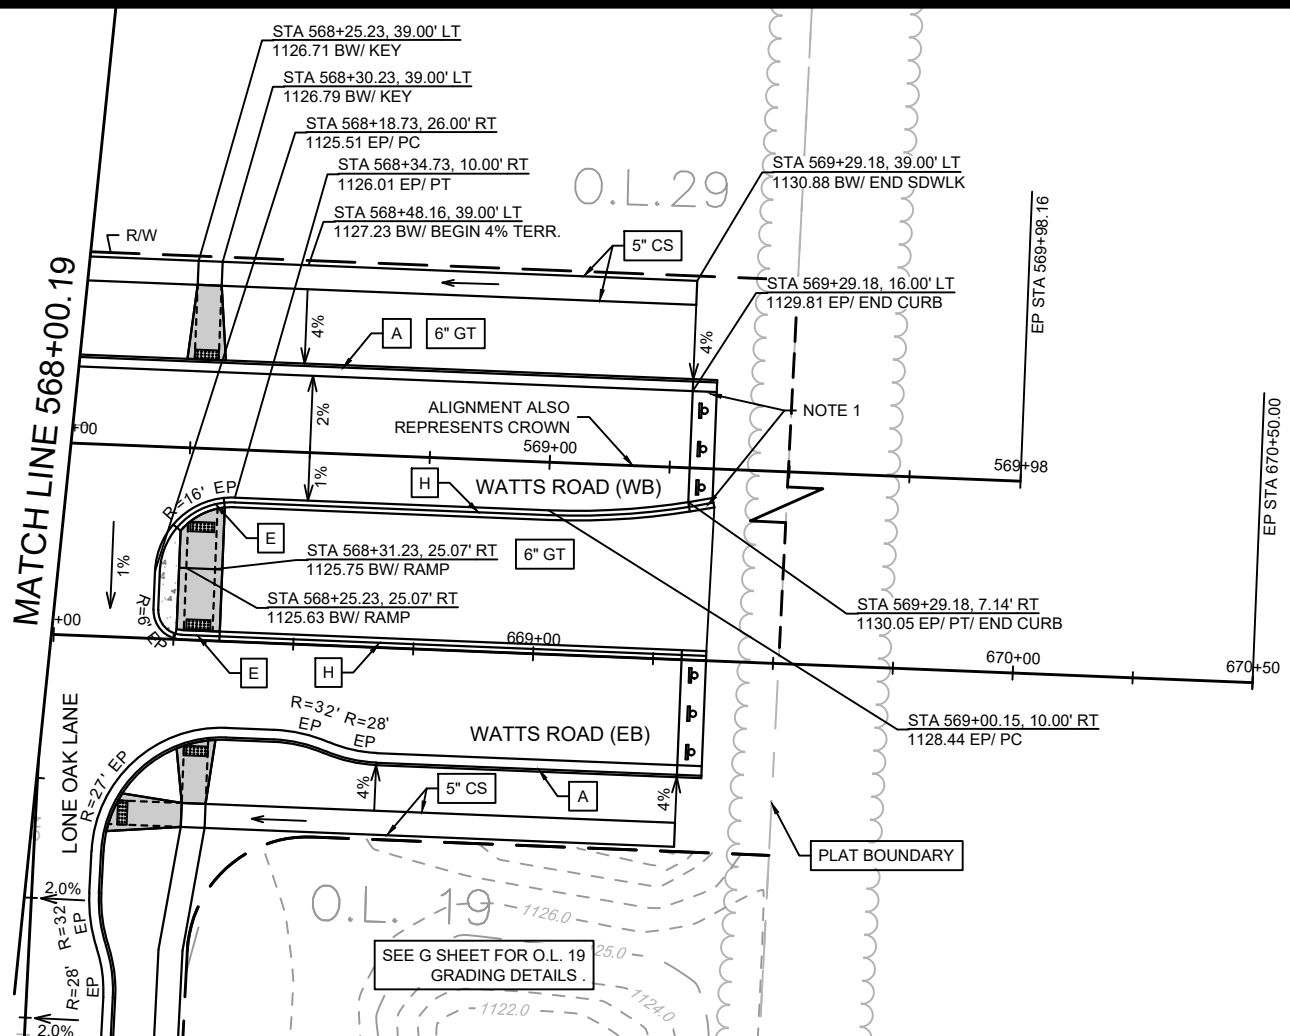 STA 568+25.23, 39.00' LT
1126.71 BW/ KEY
STA 568+30.23, 39.00' LT
1126.79 BW/ KEY
STA 568+18.73, 26.00' RT
1125.51 EP/ PC
STA 568+34.73, 10.00' RT
1126.01 EP/ PT
STA 568+48.16, 39.00' LT
1127.23 BW/ BEGIN 4% TERR.
O.L.29
STA 569+29.18, 39.00' LT
1130.88 BW/ END SDWLK
R/W
5" CS
STA 569+29.18, 16.00' LT
1129.81 EP/ END CURB
EP STA 569+98.16
MATCH LINE 568+00.19
4%
A
6" GT
4%
2%
ALIGNMENT ALSO
REPRESENTS CROWN
NOTE 1
+00
569+00
569+98
1%
H
WATTS ROAD (WB)
R=16' EP
E
6" GT
EP STA 670+50.00
STA 568+31.23, 25.07' RT
1125.75 BW/ RAMP
STA 568+25.23, 25.07' RT
1125.63 BW/ RAMP
1%
R=6'
EP
STA 569+29.18, 7.14' RT
1130.05 EP/ PT/ END CURB
+00
669+00
670+00
670+50
E
H
R=32'
EP
R=28'
EP
WATTS ROAD (EB)
STA 569+00.15, 10.00' RT
1128.44 EP/ PC
LONE OAK LANE
R=27' EP
4%
5" CS
A
4%
PLAT BOUNDARY
2.0%
R=32'
EP
O.L. 19
1126.0
SEE G SHEET FOR O.L. 19
GRADING DETAILS .
25.0
R=28'
EP
1124.0
1122.0
2.0%